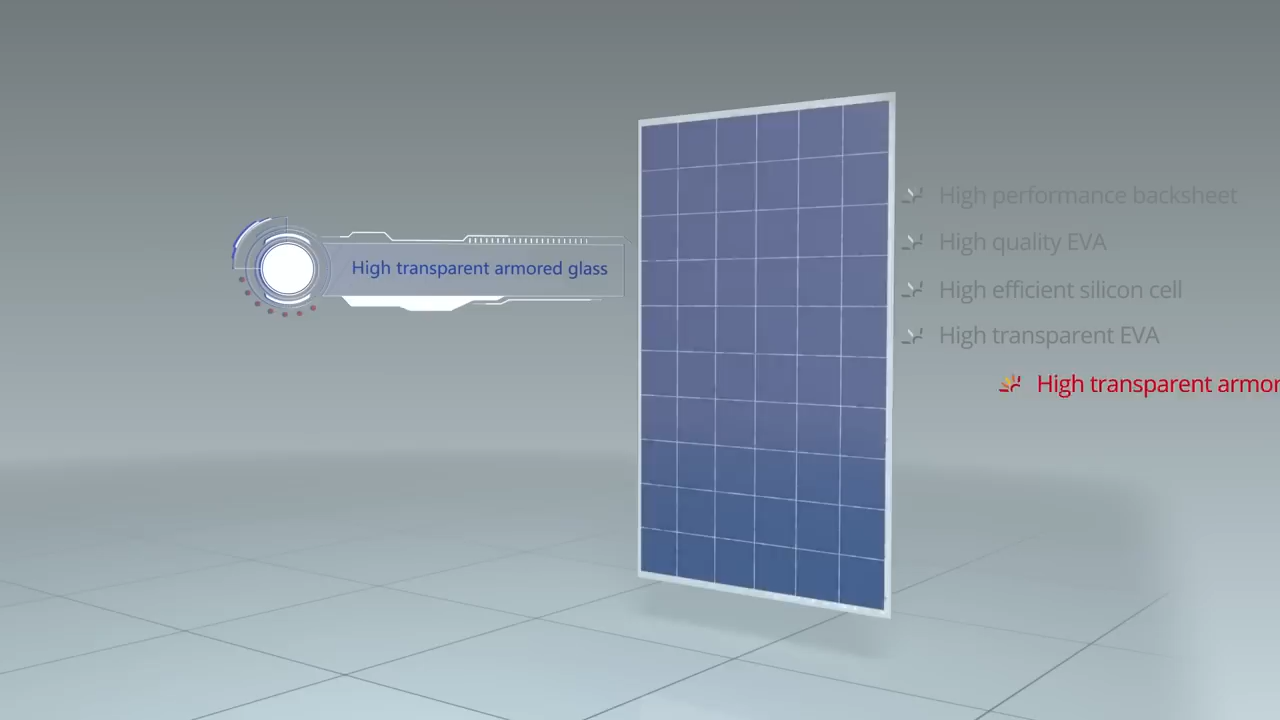 High transparent armored glass
High performance backsheet
High quality EVA
High efficient silicon cell
High transparent EVA
High transparent armor